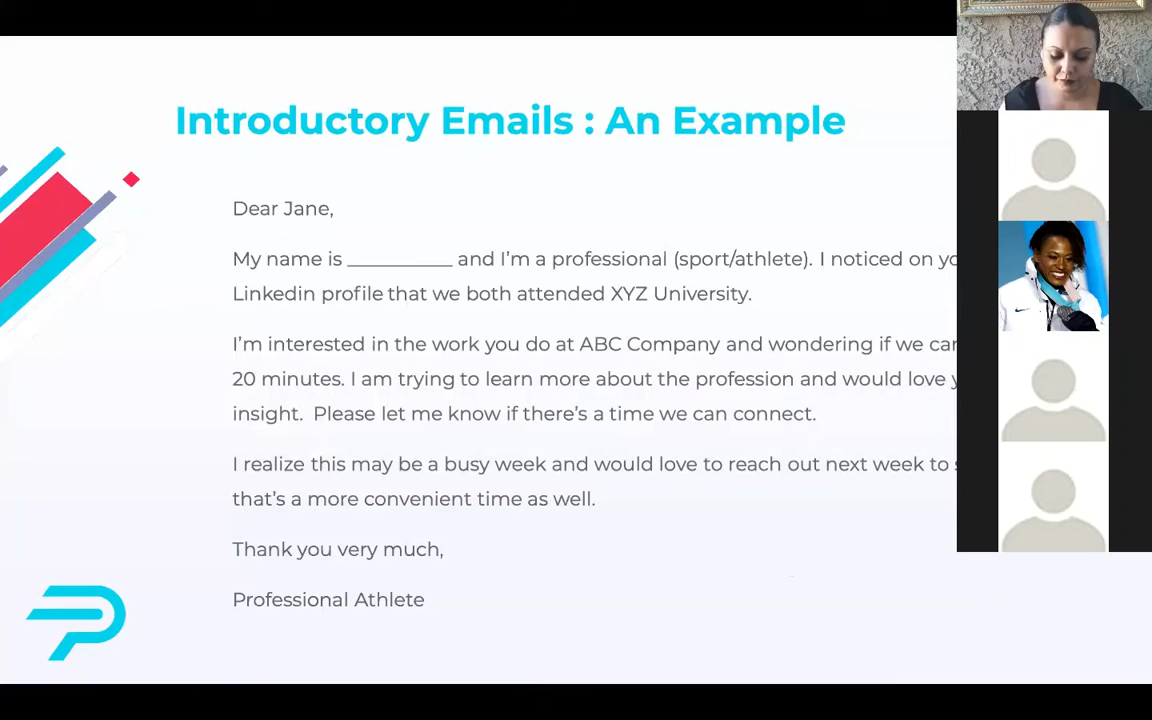 Introductory Emails : An Example
Dear Jane,
My name is __________ and I'm a professional (sport/athlete). I noticed on
Linkedin profile that we both attended XYZ University.
I'm interested in the work you do at ABC Company and wondering if we
20 minutes. I am trying to learn more about the profession and would love
insight. Please let me know if there's a time we can connect.
I realize this may be a busy week and would love to reach out next week to
that's a more convenient time as well.
Thank you very much,
Professional Athlete